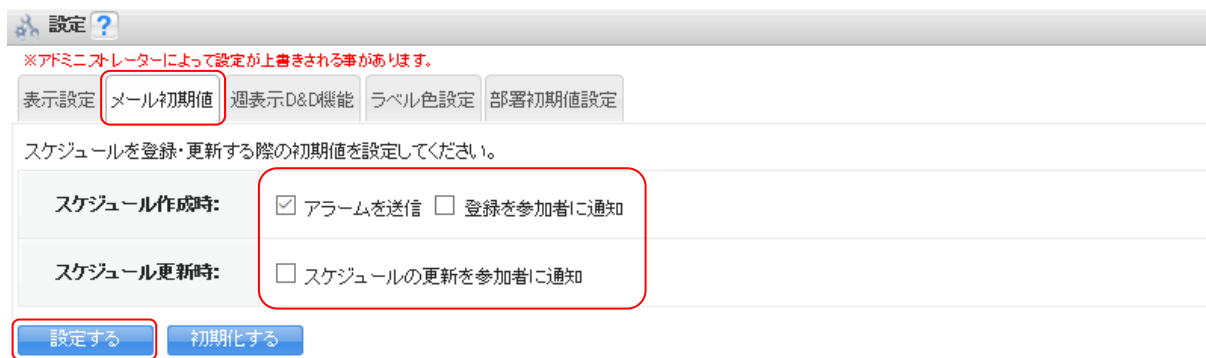 設定 ?
※アドミニストレーターによって設定が上書きされる事があります。
表示設定 メール初期値 週表示D&D機能 ラベル色設定 部署初期値設定
スケジュールを登録・更新する際の初期値を設定してください。
スケジュール作成時: アラームを送信 登録を参加者に通知
スケジュール更新時: スケジュールの更新を参加者に通知
設定する 初期化する